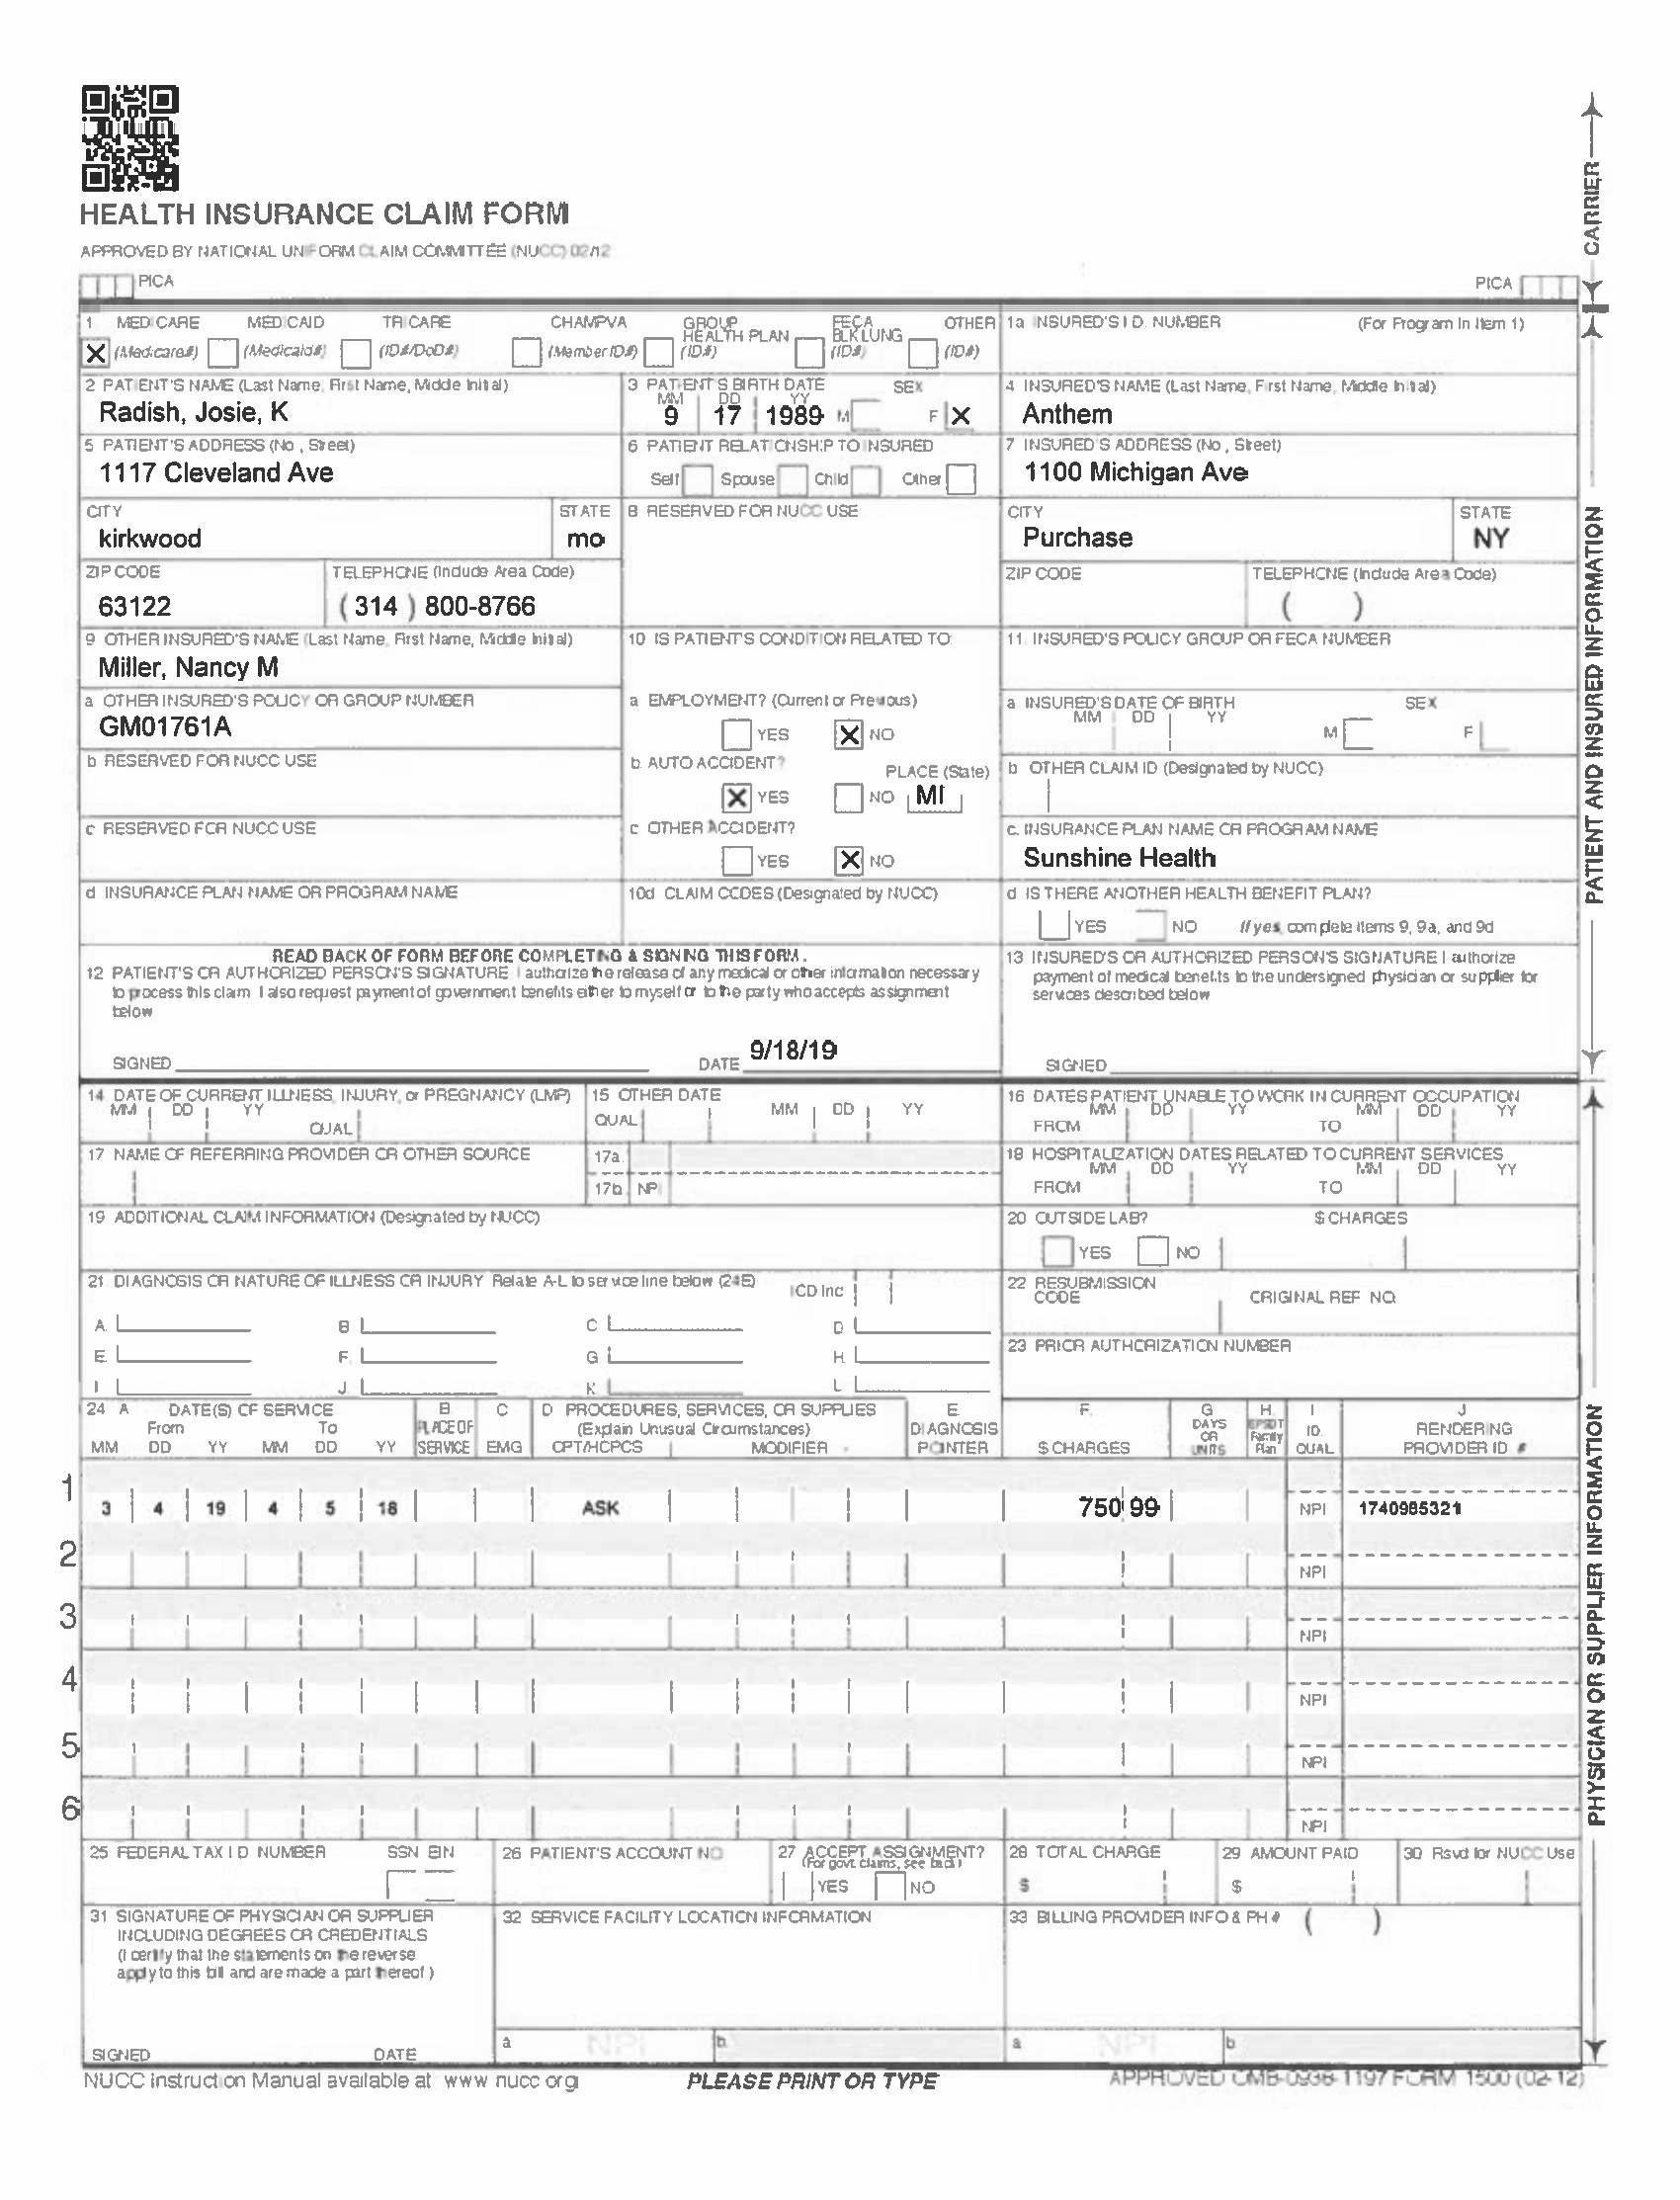 HEALTH INSURANCE CLAIM FORM
APPROVED BY NATIONAL UNIFORM CLAIM COMMITTEE (NUCC) 02/12
PICA
PICA
CARRIER
1 MEDICARE MEDICAID TRICARE CHAMPVA GROUP HEALTH PLAN FECA BLK LUNG OTHER
X (Medicare#) (Medicaid#) (ID#/DoD#) (Member ID#) (ID#) (ID#) (ID#)
1a INSURED'S I.D. NUMBER (For Program in Item 1)
2 PATIENT'S NAME (Last Name, First Name, Middle Initial)
Radish, Josie, K
3 PATIENT'S BIRTH DATE SEX
MM DD YY
9 17 1989 M F X
4 INSURED'S NAME (Last Name, First Name, Middle Initial)
Anthem
5 PATIENT'S ADDRESS (No., Street)
1117 Cleveland Ave
6 PATIENT RELATIONSHIP TO INSURED
Self Spouse Child Other
7 INSURED'S ADDRESS (No., Street)
1100 Michigan Ave
CITY STATE
kirkwood mo
8 RESERVED FOR NUCC USE
CITY STATE
Purchase NY
ZIP CODE TELEPHONE (Include Area Code)
63122 ( 314 ) 800-8766
ZIP CODE TELEPHONE (Include Area Code)
( )
9 OTHER INSURED'S NAME (Last Name, First Name, Middle Initial)
Miller, Nancy M
10 IS PATIENT'S CONDITION RELATED TO:
11. INSURED'S POLICY GROUP OR FECA NUMBER
a OTHER INSURED'S POLICY OR GROUP NUMBER
GM01761A
a EMPLOYMENT? (Current or Previous)
YES X NO
a. INSURED'S DATE OF BIRTH SEX
MM DD YY
M F
b RESERVED FOR NUCC USE
b. AUTO ACCIDENT? PLACE (State)
X YES NO MI
b OTHER CLAIM ID (Designated by NUCC)
c RESERVED FOR NUCC USE
c OTHER ACCIDENT?
YES X NO
c. INSURANCE PLAN NAME OR PROGRAM NAME
Sunshine Health
d INSURANCE PLAN NAME OR PROGRAM NAME
10d CLAIM CODES (Designated by NUCC)
d IS THERE ANOTHER HEALTH BENEFIT PLAN?
YES NO If yes, complete items 9, 9a, and 9d
PATIENT AND INSURED INFORMATION
READ BACK OF FORM BEFORE COMPLETING & SIGNING THIS FORM.
12 PATIENT'S OR AUTHORIZED PERSON'S SIGNATURE I authorize the release of any medical or other information necessary
to process this claim I also request payment of government benefits either to myself or to the party who accepts assignment
below
SIGNED DATE 9/18/19
13 INSURED'S OR AUTHORIZED PERSON'S SIGNATURE I authorize
payment of medical benefits to the undersigned physician or supplier for
services described below
SIGNED
14 DATE OF CURRENT ILLNESS, INJURY, or PREGNANCY (LMP)
MM DD YY
QUAL
15 OTHER DATE
QUAL MM DD YY
16 DATES PATIENT UNABLE TO WORK IN CURRENT OCCUPATION
MM DD YY MM DD YY
FROM TO
17 NAME OF REFERRING PROVIDER OR OTHER SOURCE
17a.
17b. NPI
18 HOSPITALIZATION DATES RELATED TO CURRENT SERVICES
MM DD YY MM DD YY
FROM TO
19 ADDITIONAL CLAIM INFORMATION (Designated by NUCC)
20 OUTSIDE LAB? $ CHARGES
YES NO
21 DIAGNOSIS OR NATURE OF ILLNESS OR INJURY Relate A-L to service line below (24E)
ICD Inc
A. B C D
E. F. G H.
I J K L
22 RESUBMISSION
CODE ORIGINAL REF. NO.
23 PRIOR AUTHORIZATION NUMBER
24 A DATE(S) OF SERVICE B C D PROCEDURES, SERVICES, OR SUPPLIES E. F. G H. I J
From To PLACE OF (Explain Unusual Circumstances) DIAGNOSIS DAYS OR UNITS EPSDT Family Plan ID. RENDERING
MM DD YY MM DD YY SERVICE EMG CPT/HCPCS MODIFIER POINTER $ CHARGES QUAL PROVIDER ID #
1
3 4 19 4 5 18 ASK 750 99 NPI 1740985321
2 NPI
3 NPI
4 NPI
5 NPI
6 NPI
25 FEDERAL TAX I.D. NUMBER SSN EIN
26 PATIENT'S ACCOUNT NO
27 ACCEPT ASSIGNMENT?
(For govt. claims, see back)
YES NO
28 TOTAL CHARGE
$
29 AMOUNT PAID
$
30 Rsvd for NUCC Use
31 SIGNATURE OF PHYSICIAN OR SUPPLIER
INCLUDING DEGREES OR CREDENTIALS
(I certify that the statements on the reverse
apply to this bill and are made a part thereof.)
SIGNED DATE
32 SERVICE FACILITY LOCATION INFORMATION
a NPI b.
33 BILLING PROVIDER INFO & PH # ( )
a NPI b
PHYSICIAN OR SUPPLIER INFORMATION
NUCC Instruction Manual available at: www nucc org
PLEASE PRINT OR TYPE
APPROVED OMB-0938-1197 FORM 1500 (02-12)